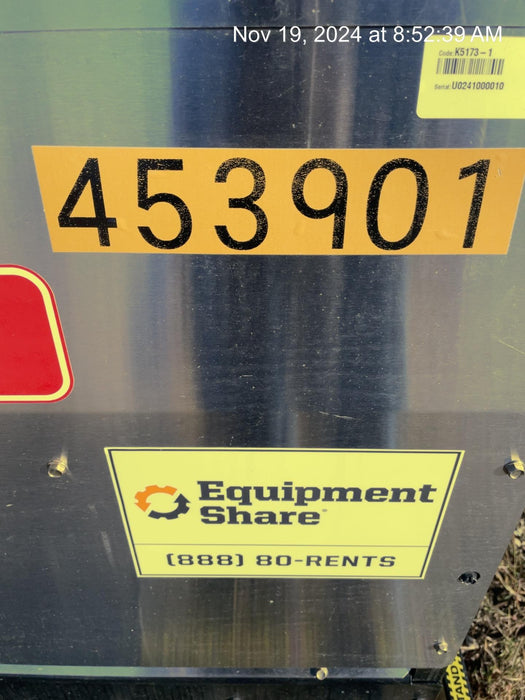 Nov 19, 2024 at 8:52:39 AM
Code: K5173-1
Serial: U0241000010
453901
Equipment
Share
(888) 80-RENTS